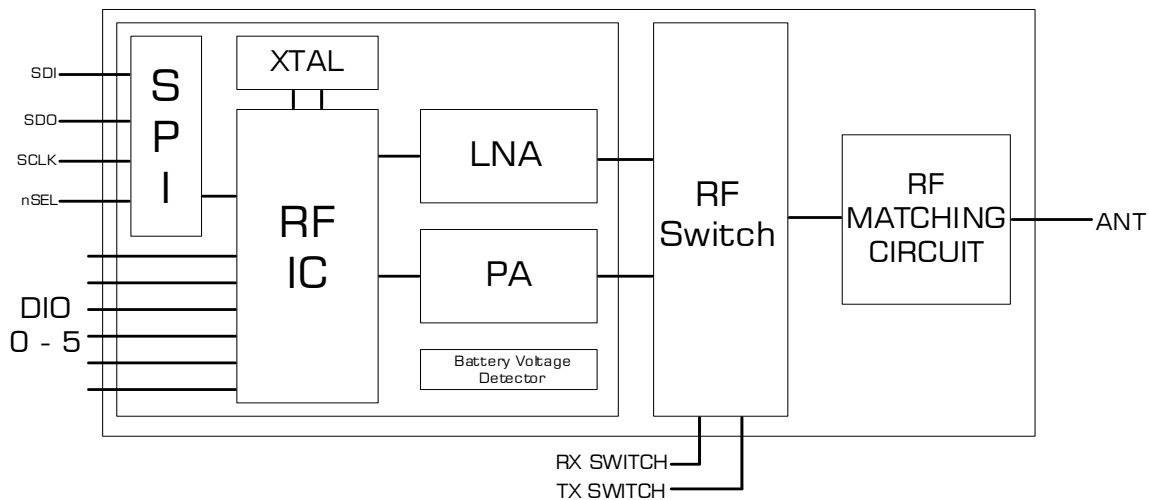 SDI
SDO
SCLK
nSEL
S
P
I
XTAL
RF
IC
LNA
PA
Battery Voltage
Detector
RF
Switch
RF
MATCHING
CIRCUIT
ANT
DIO
0 - 5
RX SWITCH
TX SWITCH